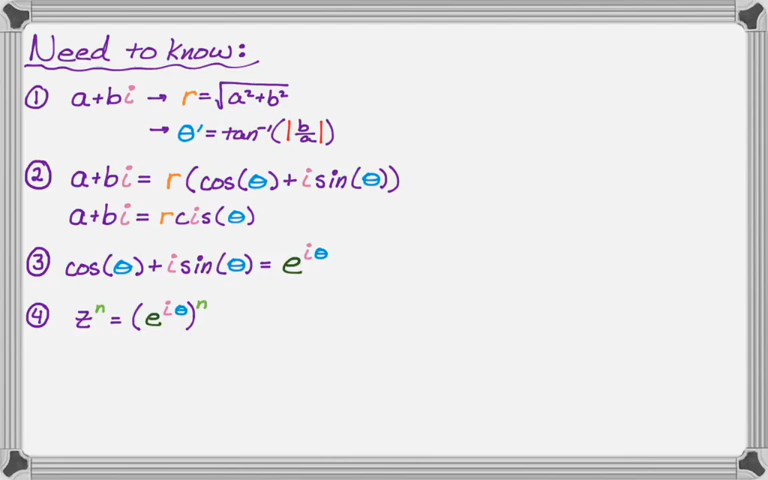 Need to know:
① a+bi → r=√a²+b²
→ θ'=tan⁻¹(|b/a|)
② a+bi = r(cos(θ)+isin(θ))
a+bi = rcis(θ)
③ cos(θ)+isin(θ) = e^iθ
④ zⁿ = (e^iθ)ⁿ